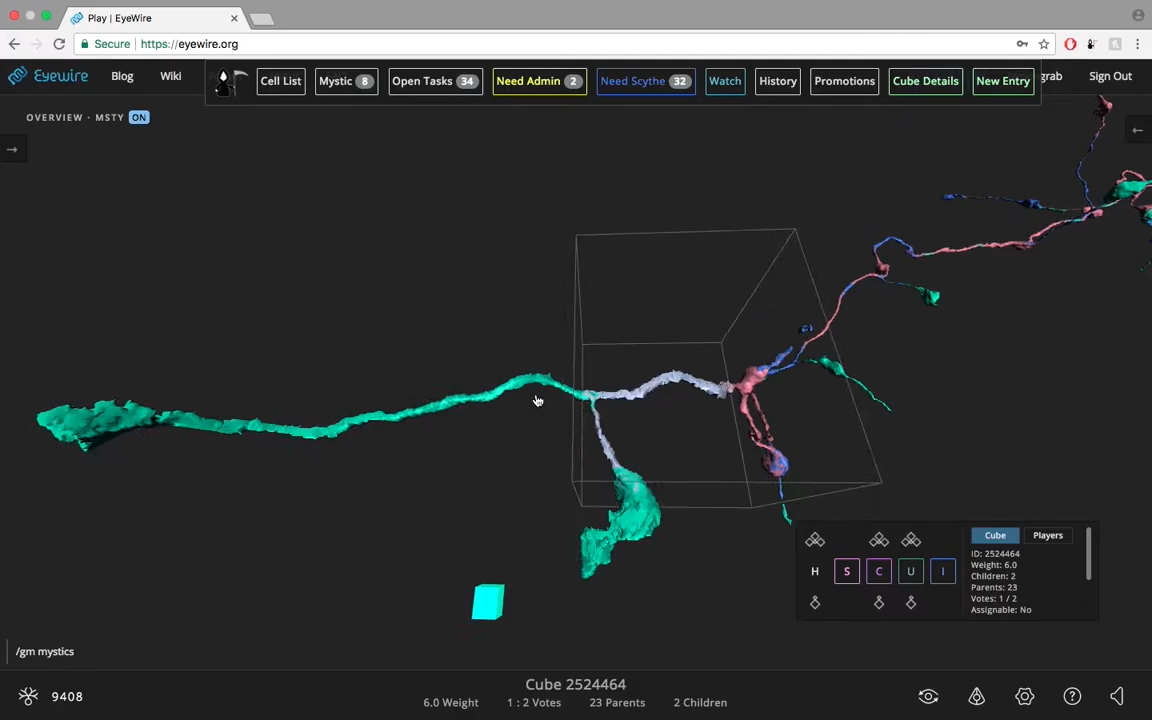 Play | EyeWire
Secure | https://eyewire.org
Eyewire
Blog
Wiki
Cell List
Mystic 8
Open Tasks 34
Need Admin 2
Need Scythe 32
Watch
History
Promotions
Cube Details
New Entry
grab
Sign Out
OVERVIEW · MSTY ON
H S C U I
Cube
Players
ID: 2524464
Weight: 6.0
Children: 2
Parents: 23
Votes: 1 / 2
Assignable: No
/gm mystics
9408
Cube 2524464
6.0 Weight
1 : 2 Votes
23 Parents
2 Children